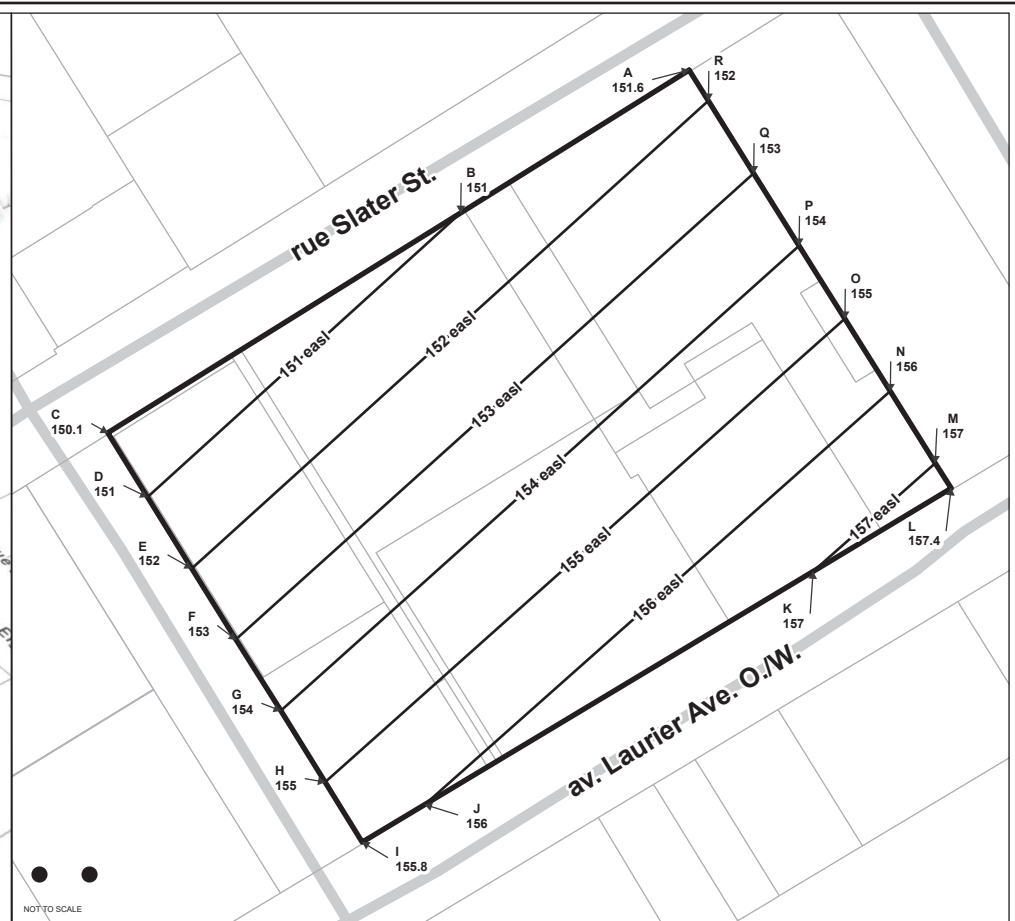 A
151.6
R
152
Q
153
B
151
rue Slater St.
P
154
O
155
151 easl
152 easl
N
156
153 easl
C
150.1
M
157
D
151
154 easl
157 easl
L
157.4
E
152
155 easl
156 easl
K
157
F
153
G
154
av. Laurier Ave. O./W.
H
155
J
156
I
155.8
NOT TO SCALE